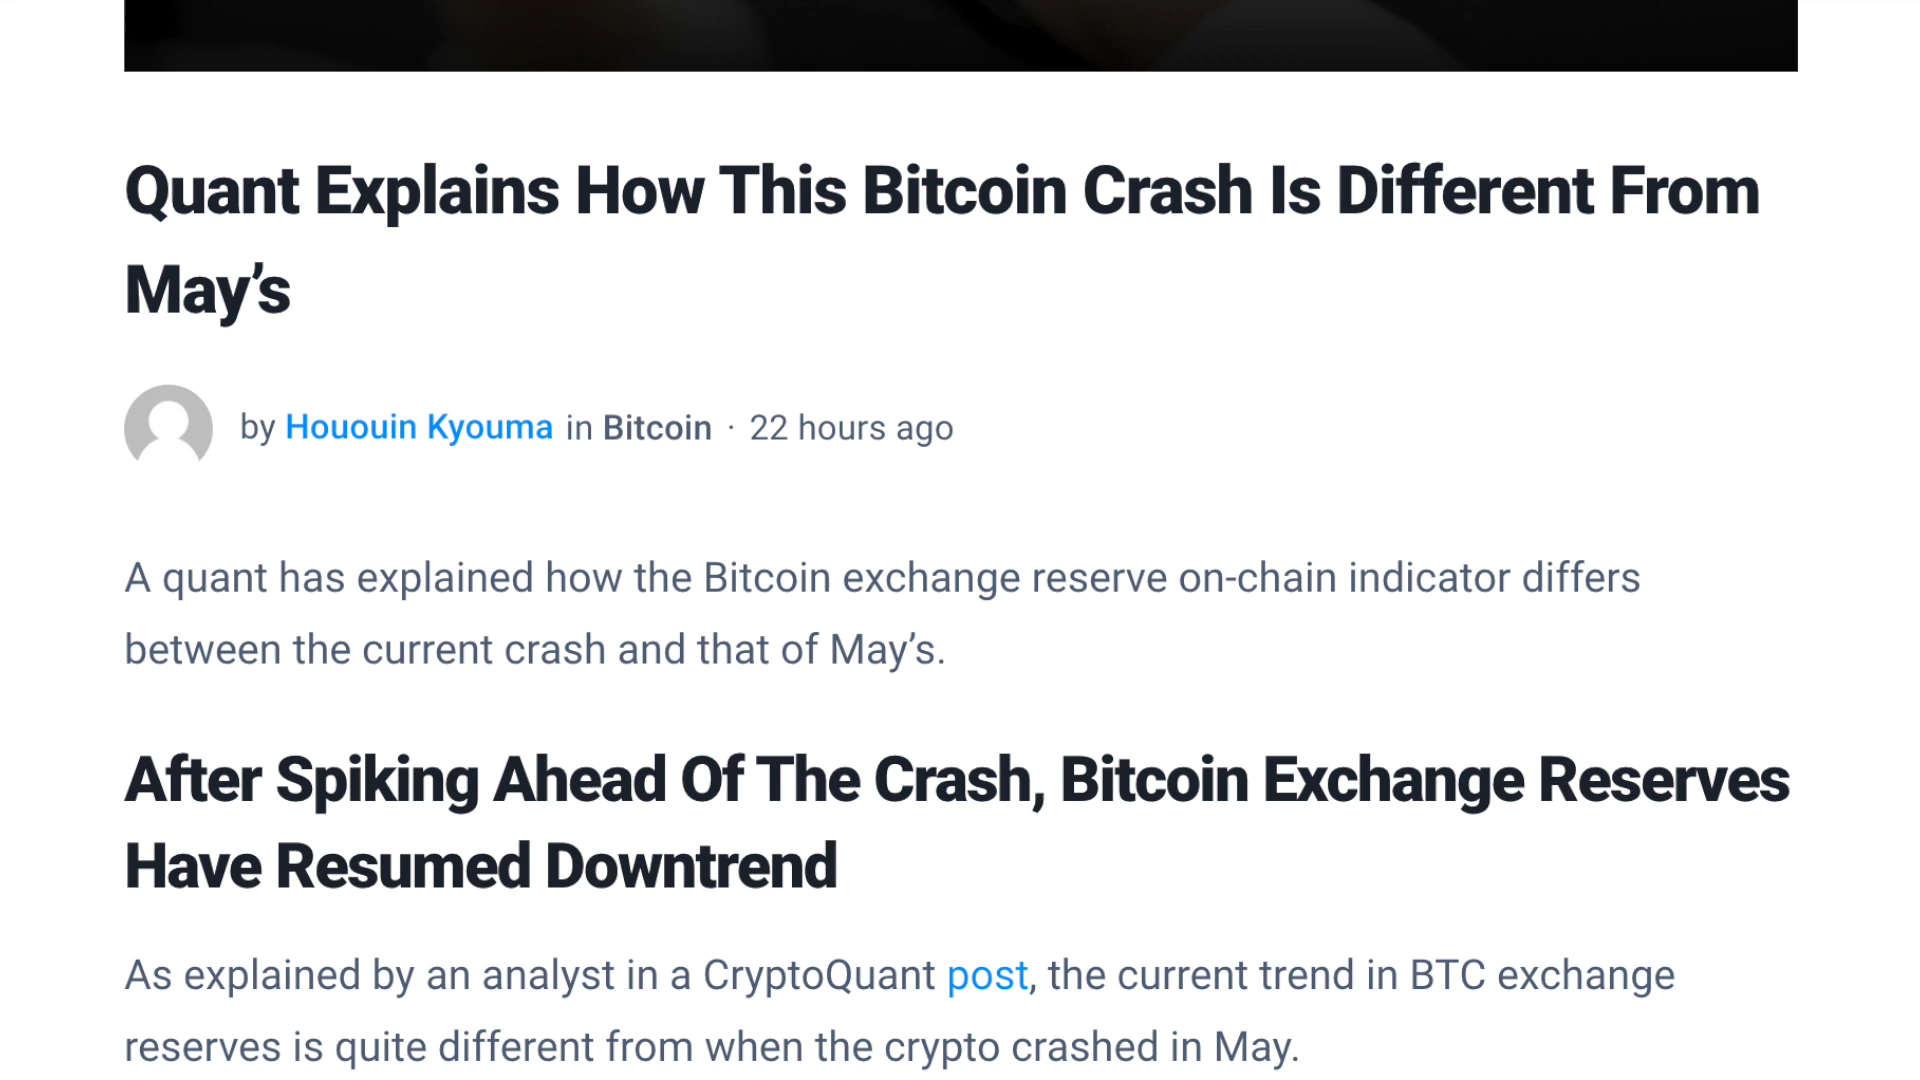 Quant Explains How This Bitcoin Crash Is Different From
May’s
by Hououin Kyouma in Bitcoin · 22 hours ago
A quant has explained how the Bitcoin exchange reserve on-chain indicator differs
between the current crash and that of May’s.
After Spiking Ahead Of The Crash, Bitcoin Exchange Reserves
Have Resumed Downtrend
As explained by an analyst in a CryptoQuant post, the current trend in BTC exchange
reserves is quite different from when the crypto crashed in May.